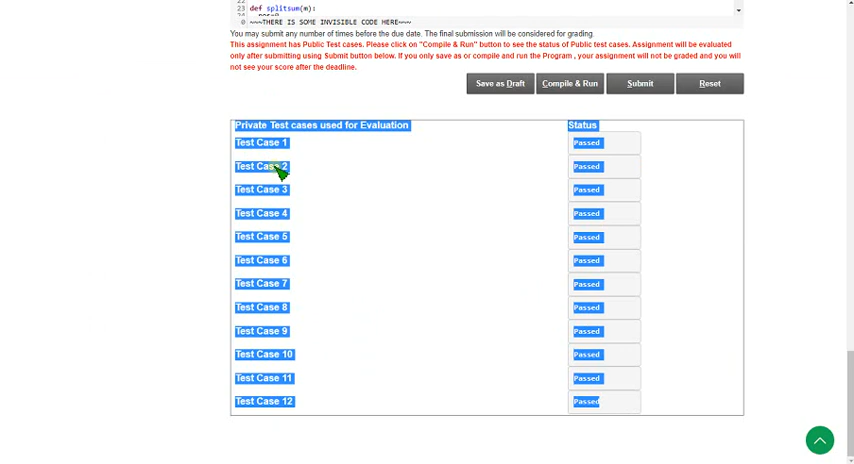 23 def splitsum(m):
0 ~~~THERE IS SOME INVISIBLE CODE HERE~~~
You may submit any number of times before the due date. The final submission will be considered for grading.
This assignment has Public Test cases. Please click on "Compile & Run" button to see the status of Public test cases. Assignment will be evaluated
only after submitting using Submit button below. If you only save as or compile and run the Program , your assignment will not be graded and you will
not see your score after the deadline.
Save as Draft Compile & Run Submit Reset
Private Test cases used for Evaluation Status
Test Case 1 Passed
Test Case 2 Passed
Test Case 3 Passed
Test Case 4 Passed
Test Case 5 Passed
Test Case 6 Passed
Test Case 7 Passed
Test Case 8 Passed
Test Case 9 Passed
Test Case 10 Passed
Test Case 11 Passed
Test Case 12 Passed